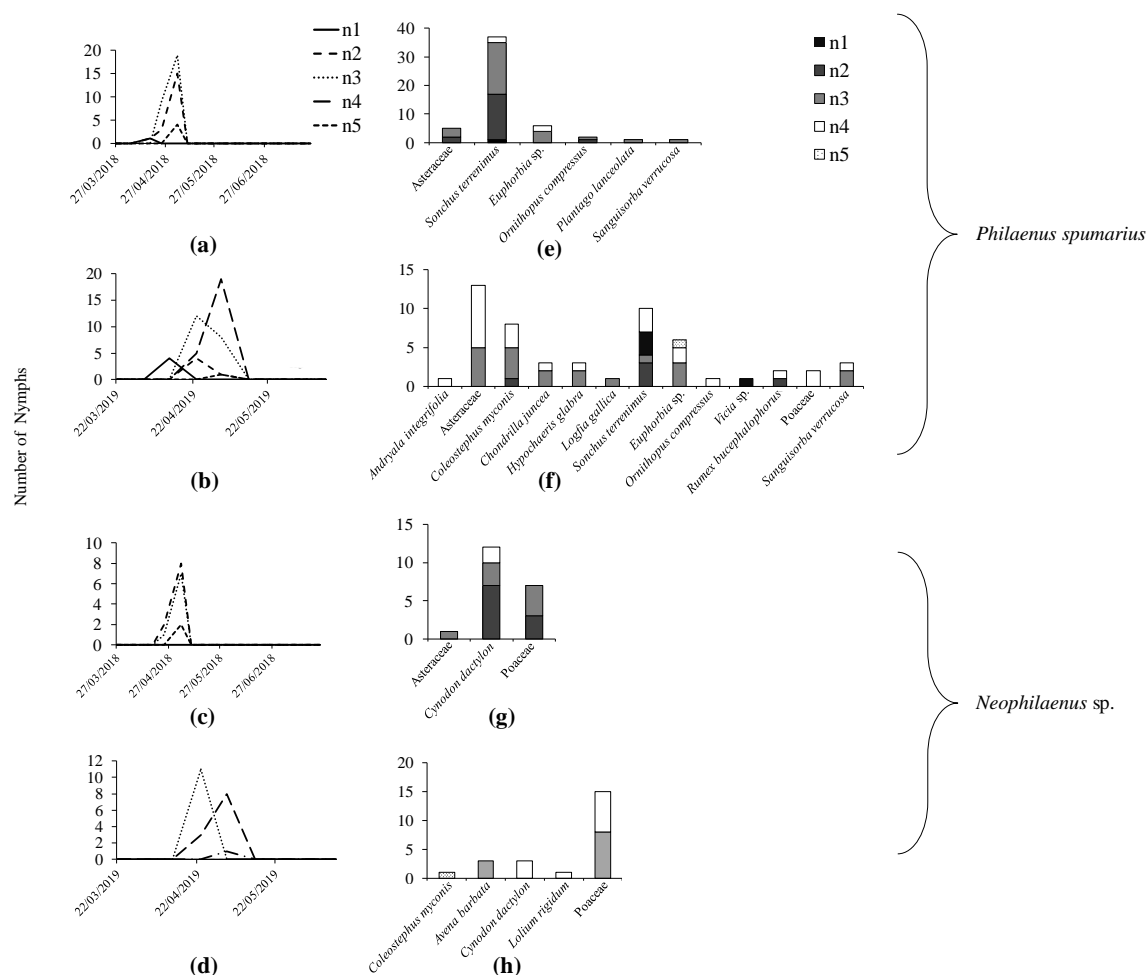 Number of Nymphs
n1
n2
n3
n4
n5
20
15
10
5
0
27/03/2018
27/04/2018
27/05/2018
27/06/2018
(a)
40
30
20
10
0
Asteraceae
Sonchus terrenimus
Euphorbia sp.
Ornithopus compressus
Plantago lanceolata
Sanguisorba verrucosa
(e)
n1
n2
n3
n4
n5
Philaenus spumarius
20
15
10
5
0
22/03/2019
22/04/2019
22/05/2019
(b)
15
10
5
0
Andryala integrifolia
Asteraceae
Coleostephus myconis
Chondrilla juncea
Hypochaeris glabra
Logfia gallica
Sonchus terrenimus
Euphorbia sp.
Ornithopus compressus
Vicia sp.
Rumex bucephalophorus
Poaceae
Sanguisorba verrucosa
(f)
10
8
6
4
2
0
27/03/2018
27/04/2018
27/05/2018
27/06/2018
(c)
15
10
5
0
Asteraceae
Cynodon dactylon
Poaceae
(g)
Neophilaenus sp.
12
10
8
6
4
2
0
22/03/2019
22/04/2019
22/05/2019
(d)
20
15
10
5
0
Coleostephus myconis
Avena barbata
Cynodon dactylon
Lolium rigidum
Poaceae
(h)